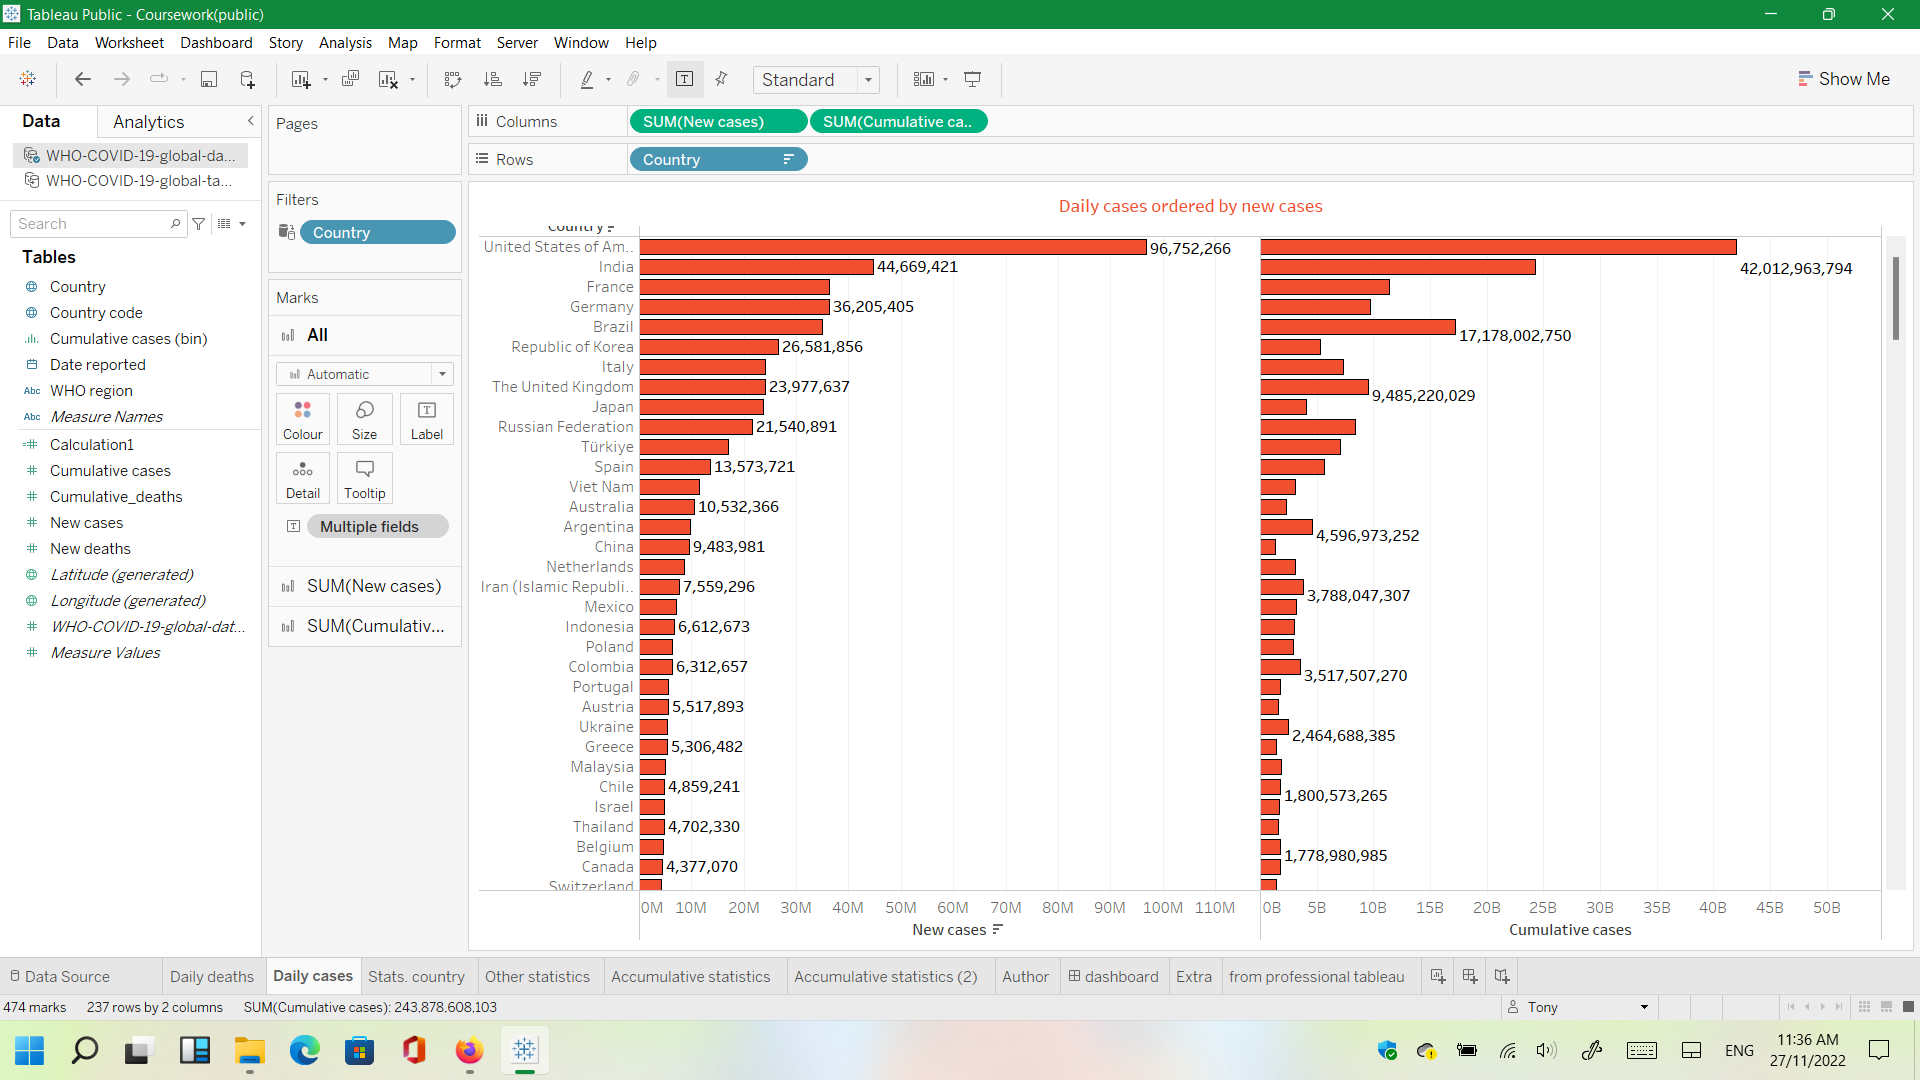 Tableau Public - Coursework(public)
File Data Worksheet Dashboard Story Analysis Map Format Server Window Help
Standard
Show Me
Data Analytics
WHO-COVID-19-global-da...
WHO-COVID-19-global-ta...
Search
Tables
Country
Country code
Cumulative cases (bin)
Date reported
Abc WHO region
Abc Measure Names
Calculation1
Cumulative cases
Cumulative_deaths
New cases
New deaths
Latitude (generated)
Longitude (generated)
WHO-COVID-19-global-dat...
Measure Values
Pages
Filters
Country
Marks
All
Automatic
Colour Size Label
Detail Tooltip
Multiple fields
SUM(New cases)
SUM(Cumulativ...
Columns SUM(New cases) SUM(Cumulative ca..
Rows Country
Daily cases ordered by new cases
Country
United States of Am.. 96,752,266
India 44,669,421 42,012,963,794
France
Germany 36,205,405
Brazil 17,178,002,750
Republic of Korea 26,581,856
Italy
The United Kingdom 23,977,637 9,485,220,029
Japan
Russian Federation 21,540,891
Türkiye
Spain 13,573,721
Viet Nam
Australia 10,532,366
Argentina 4,596,973,252
China 9,483,981
Netherlands
Iran (Islamic Republi.. 7,559,296 3,788,047,307
Mexico
Indonesia 6,612,673
Poland
Colombia 6,312,657 3,517,507,270
Portugal
Austria 5,517,893
Ukraine 2,464,688,385
Greece 5,306,482
Malaysia
Chile 4,859,241 1,800,573,265
Israel
Thailand 4,702,330
Belgium 1,778,980,985
Canada 4,377,070
Switzerland
0M 10M 20M 30M 40M 50M 60M 70M 80M 90M 100M 110M 0B 5B 10B 15B 20B 25B 30B 35B 40B 45B 50B
New cases Cumulative cases
Data Source Daily deaths Daily cases Stats. country Other statistics Accumulative statistics Accumulative statistics (2) Author dashboard Extra from professional tableau
474 marks 237 rows by 2 columns SUM(Cumulative cases): 243,878,608,103 Tony
ENG 11:36 AM
27/11/2022